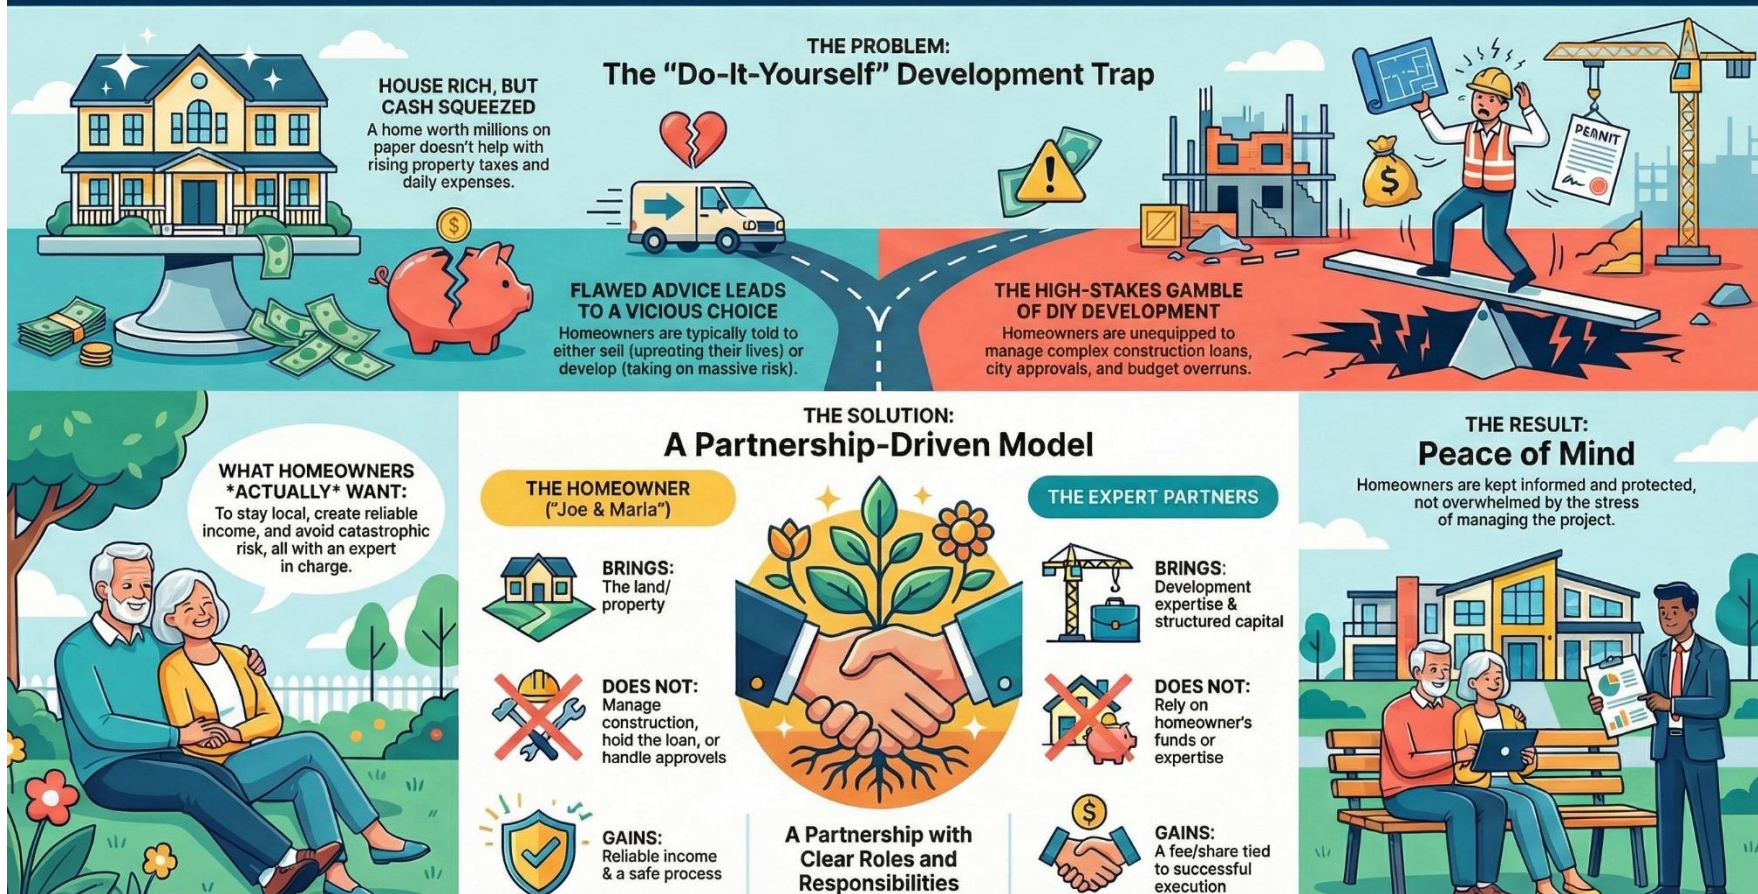 THE PROBLEM:
The “Do-It-Yourself” Development Trap
HOUSE RICH, BUT
CASH SQUEEZED
A home worth millions on
paper doesn’t help with
rising property taxes and
daily expenses.
$
FLAWED ADVICE LEADS
TO A VICIOUS CHOICE
Homeowners are typically told to
either seil (upreoting their lives) or
develop (taking on massive risk).
THE HIGH-STAKES GAMBLE
OF DIY DEVELOPMENT
Homeowners are unequipped to
manage complex construction loans,
city approvals, and budget overruns.
$
PEANIT
WHAT HOMEOWNERS
*ACTUALLY* WANT:
To stay local, create reliable
income, and avoid catastrophic
risk, all with an expert
in charge.
THE SOLUTION:
A Partnership-Driven Model
THE HOMEOWNER
(“Joe & Marla”)
BRINGS:
The land/
property
DOES NOT:
Manage
construction,
hoid the loan, or
handle approvels
GAINS:
Reliable income
& a safe process
A Partnership with
Clear Roles and
Responsibilities
THE EXPERT PARTNERS
BRINGS:
Development
expertise &
structured capital
DOES NOT:
Rely on
homeowner’s
funds or
expertise
$
GAINS:
A fee/share tied
to successful
execution
THE RESULT:
Peace of Mind
Homeowners are kept informed and protected,
not overwhelmed by the stress
of managing the project.